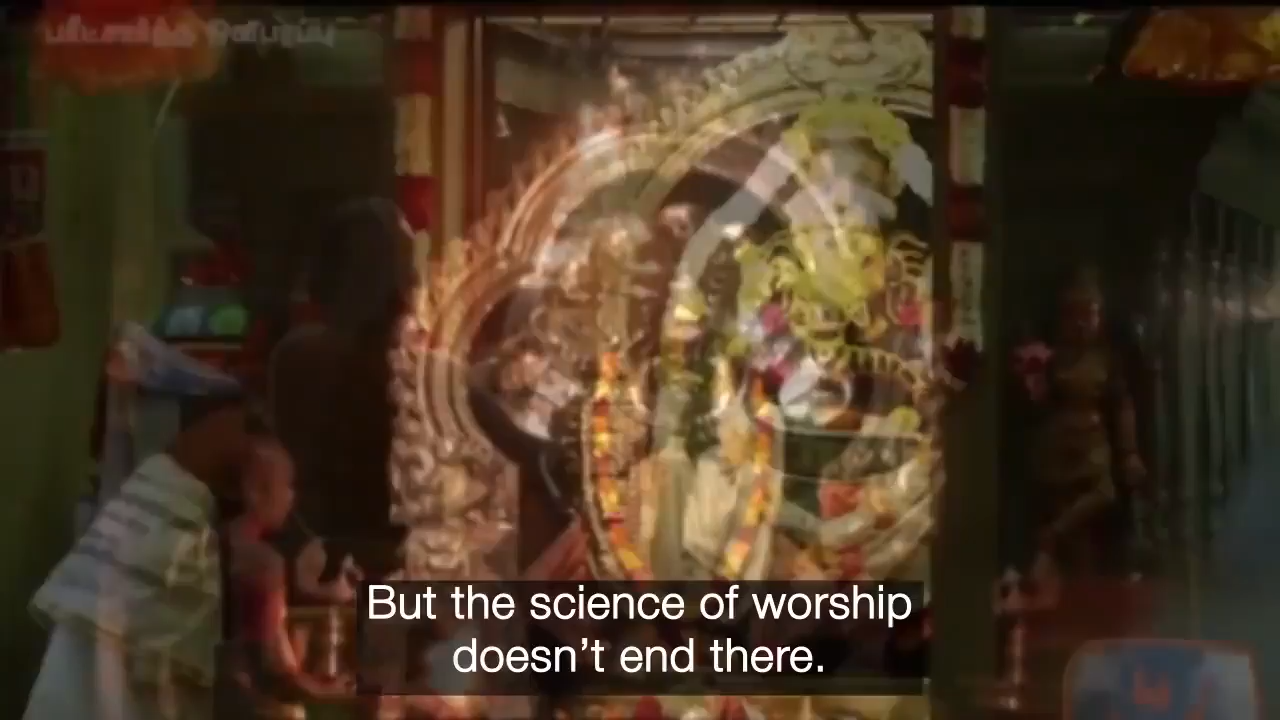 But the science of worship
doesn’t end there.